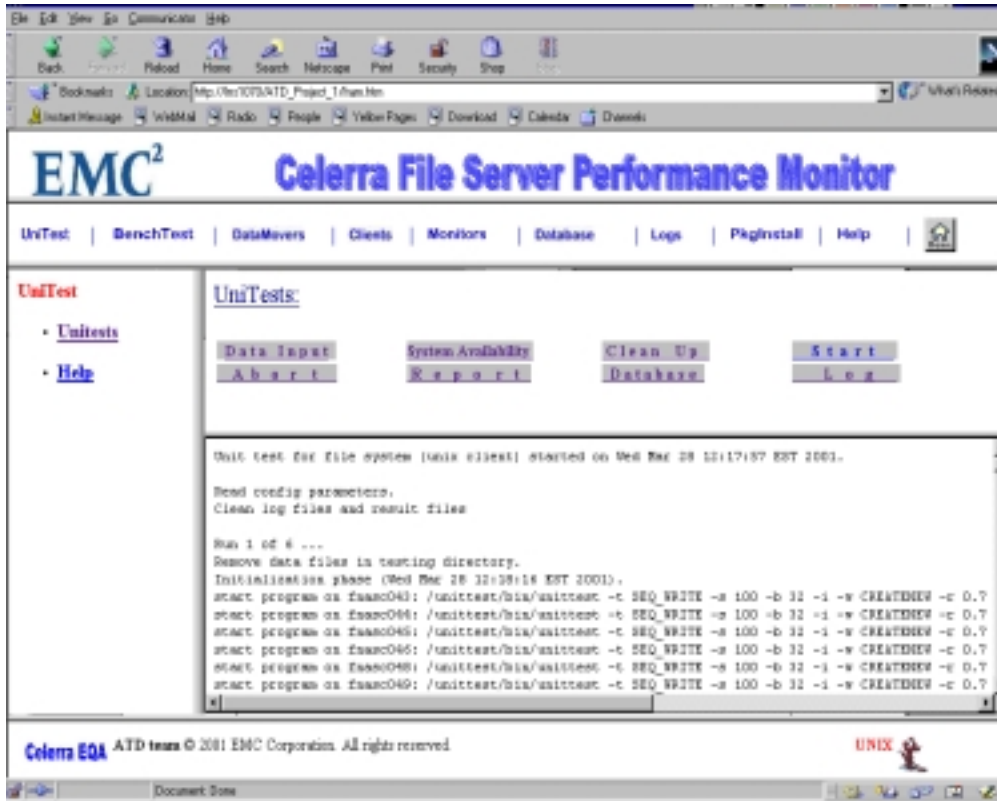 File Edit View Go Communicator Help
Back Forward Reload Home Search Netscape Print Security Shop Stop
Bookmarks Location: What's Related
Instant Message WebMail Radio People Yellow Pages Download Calendar Channels
EMC2 Celerra File Server Performance Monitor
UniTest | BenchTest | DataMovers | Clients | Monitors | Database | Logs | PkgInstall | Help |
UniTest
• Unitests
• Help
UniTests:
Data Input System Availability Clean Up Start
Abort Report Database Log
Unit test for file system (unix client) started on Wed Mar 28 12:17:57 EST 2001.
Read config parameters.
Clean log files and result files
Run 1 of 6 ...
Remove data files in testing directory.
Initialization phase (Wed Mar 28 12:18:16 EST 2001).
start program on fnasc043: /unittest/bin/unittest -t SEQ_WRITE -s 100 -b 32 -i -w CREATENEW -r 0.7
start program on fnasc044: /unittest/bin/unittest -t SEQ_WRITE -s 100 -b 32 -i -w CREATENEW -r 0.7
start program on fnasc045: /unittest/bin/unittest -t SEQ_WRITE -s 100 -b 32 -i -w CREATENEW -r 0.7
start program on fnasc046: /unittest/bin/unittest -t SEQ_WRITE -s 100 -b 32 -i -w CREATENEW -r 0.7
start program on fnasc048: /unittest/bin/unittest -t SEQ_WRITE -s 100 -b 32 -i -w CREATENEW -r 0.7
start program on fnasc049: /unittest/bin/unittest -t SEQ_WRITE -s 100 -b 32 -i -w CREATENEW -r 0.7
Celerra EQA ATD team © 2001 EMC Corporation. All rights reserved. UNIX
Document: Done